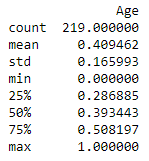 Age
count 219.000000
mean 0.409462
std 0.165993
min 0.000000
25% 0.286885
50% 0.393443
75% 0.508197
max 1.000000